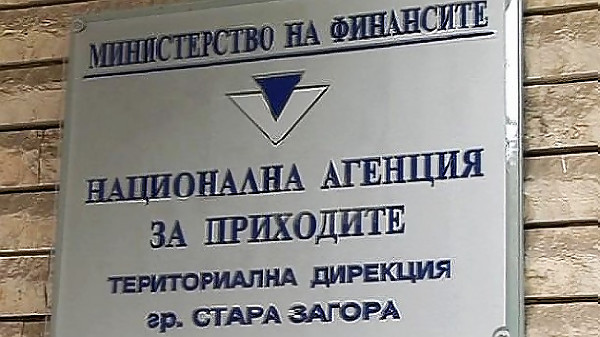 МИНИСТЕРСТВО НА ФИНАНСИТЕ
НАЦИОНАЛНА АГЕНЦИЯ
ЗА ПРИХОДИТЕ
ТЕРИТОРИАЛНА ДИРЕКЦИЯ
гр. СТАРА ЗАГОРА